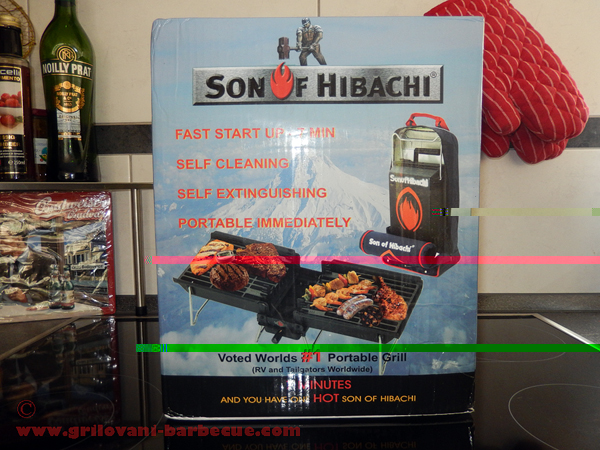 NOILLY PRAT
SON OF HIBACHI®
FAST START UP - 7 MIN
SELF CLEANING
SELF EXTINGUISHING
PORTABLE IMMEDIATELY
Son of Hibachi
Son of Hibachi
Voted Worlds #1 Portable Grill
(RV and Tailgators Worldwide)
MINUTES
AND YOU HAVE ONE HOT SON OF HIBACHI
© www.grilovani-barbecue.com